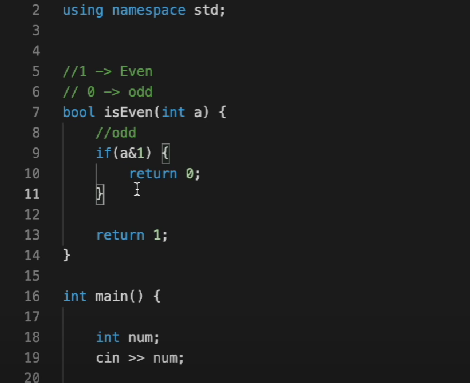 2 using namespace std;
3
4
5 //1 -> Even
6 // 0 -> odd
7 bool isEven(int a) {
8 //odd
9 if(a&1) {
10 return 0;
11 }
12
13 return 1;
14 }
15
16 int main() {
17
18 int num;
19 cin >> num;
20